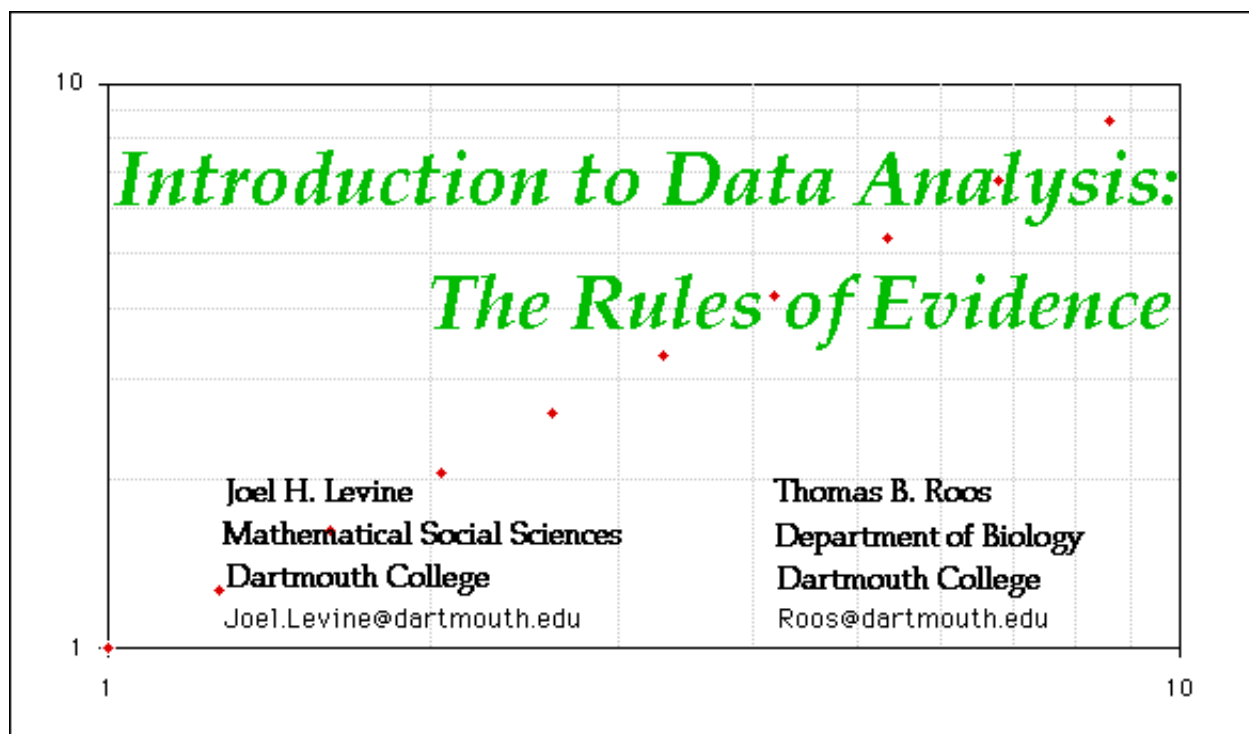 10
Introduction to Data Analysis:
The Rules of Evidence
Joel H. Levine
Mathematical Social Sciences
Dartmouth College
Joel.Levine@dartmouth.edu
Thomas B. Roos
Department of Biology
Dartmouth College
Roos@dartmouth.edu
1
1
10